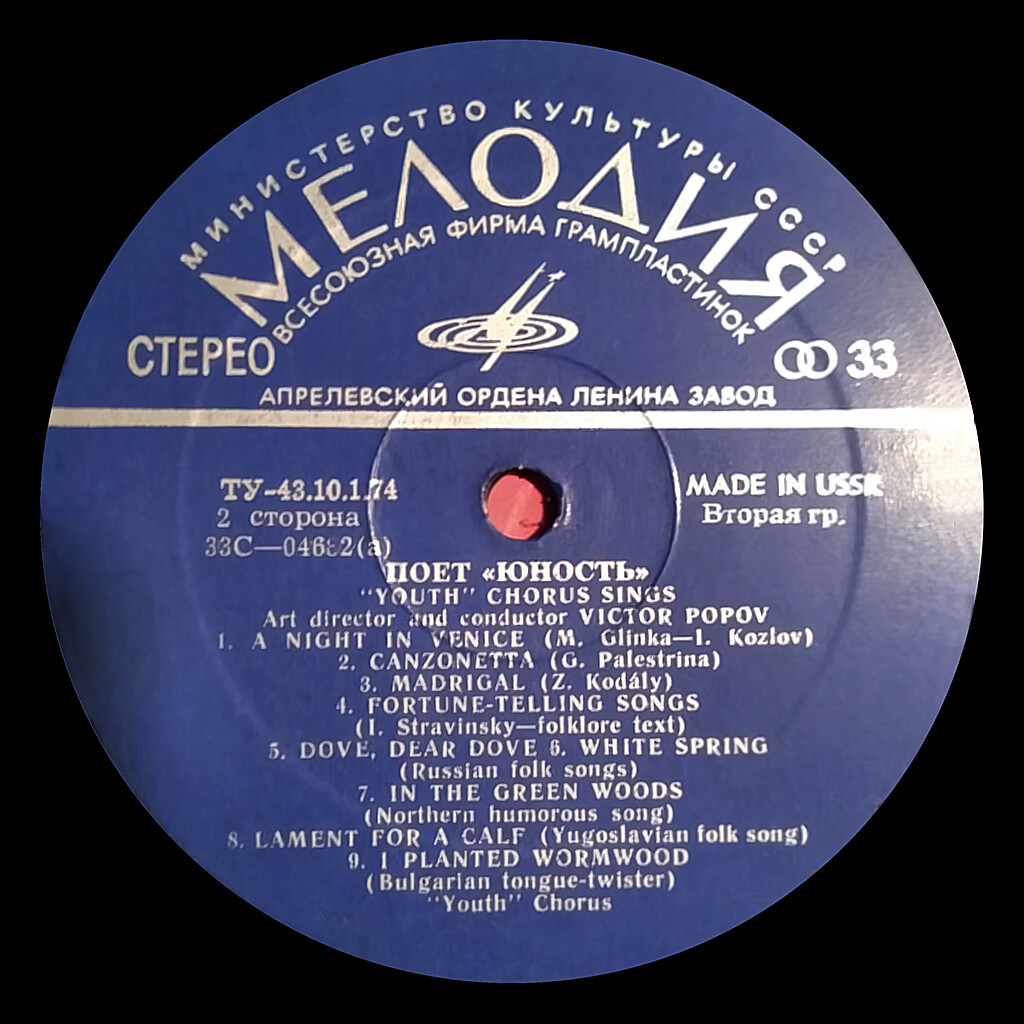 МИНИСТЕРСТВО КУЛЬТУРЫ СССР
МЕЛОДИЯ
ВСЕСОЮЗНАЯ ФИРМА ГРАМПЛАСТИНОК
СТЕРЕО
33
АПРЕЛЕВСКИЙ ОРДЕНА ЛЕНИНА ЗАВОД
ТУ-43.10.1.74
MADE IN USSR
2 сторона
Вторая гр.
33С—04682(а)
ПОЕТ «ЮНОСТЬ»
"YOUTH" CHORUS SINGS
Art director and conductor VICTOR POPOV
1. A NIGHT IN VENICE (M. Glinka—I. Kozlov)
2. CANZONETTA (G. Palestrina)
3. MADRIGAL (Z. Kodály)
4. FORTUNE-TELLING SONGS
(I. Stravinsky—folklore text)
5. DOVE, DEAR DOVE 6. WHITE SPRING
(Russian folk songs)
7. IN THE GREEN WOODS
(Northern humorous song)
8. LAMENT FOR A CALF (Yugoslavian folk song)
9. I PLANTED WORMWOOD
(Bulgarian tongue-twister)
"Youth" Chorus